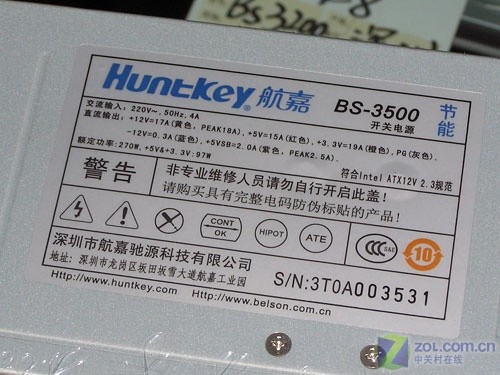 BS3200
HUNTKEY® 航嘉 BS-3500 节能
开关电源
交流输入: 220V~, 50Hz, 4A
直流输出: +12V=17A(黄色, PEAK18A), +5V=15A(红色), +3.3V=19A(橙色), PG(灰色),
-12V=0.3A(蓝色), +5VSB=2.0A(紫色, PEAK2.5A).
额定功率: 270W, +5V&+3.3V:97W
符合Intel ATX12V 2.3规范
警告
非专业维修人员请勿自行开启此盖!
请购买具有完整电码防伪标贴的产品!
CONT
OK
HIPOT
ATE
CCC S&E
10
深圳市航嘉驰源科技有限公司
地址: 深圳市龙岗区坂田坂雪大道航嘉工业园
Http://www.huntkey.com Http://www.belson.com.cn
S/N:3T0A003531
ZOL.COM.CN
中关村在线